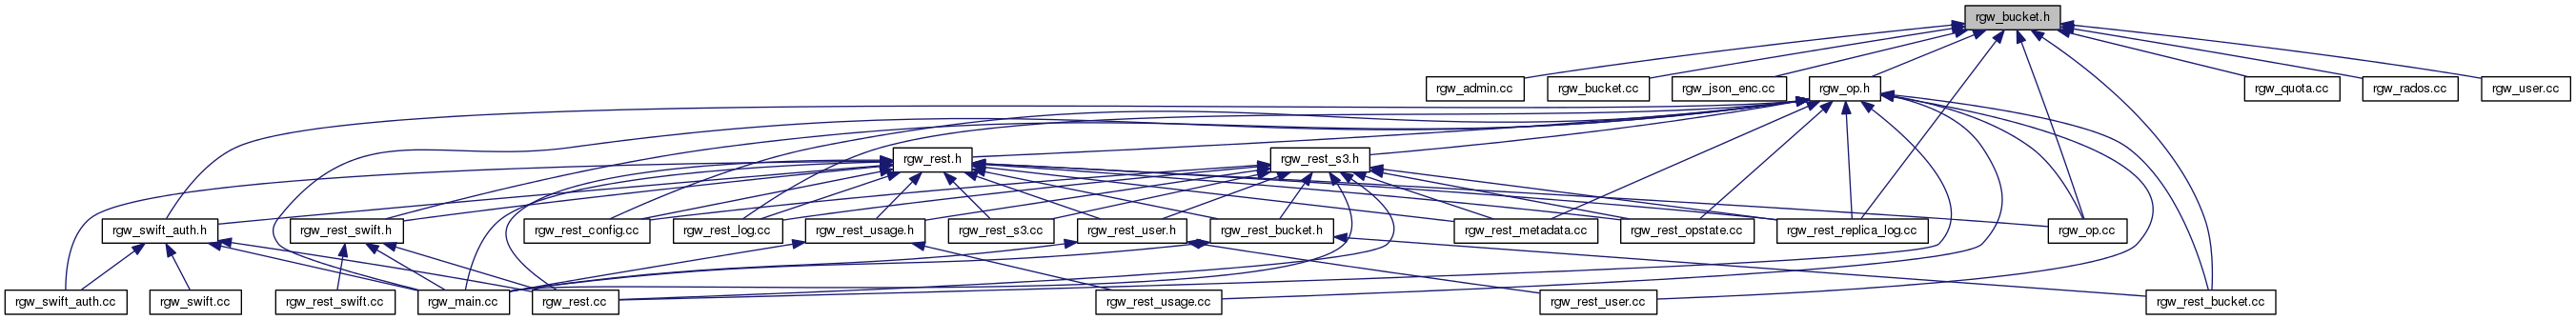 rgw_bucket.h
rgw_admin.cc
rgw_bucket.cc
rgw_json_enc.cc
rgw_op.h
rgw_quota.cc
rgw_rados.cc
rgw_user.cc
rgw_rest.h
rgw_rest_s3.h
rgw_swift_auth.h
rgw_rest_swift.h
rgw_rest_config.cc
rgw_rest_log.cc
rgw_rest_usage.h
rgw_rest_s3.cc
rgw_rest_user.h
rgw_rest_bucket.h
rgw_rest_metadata.cc
rgw_rest_opstate.cc
rgw_rest_replica_log.cc
rgw_op.cc
rgw_swift_auth.cc
rgw_swift.cc
rgw_rest_swift.cc
rgw_main.cc
rgw_rest.cc
rgw_rest_usage.cc
rgw_rest_user.cc
rgw_rest_bucket.cc